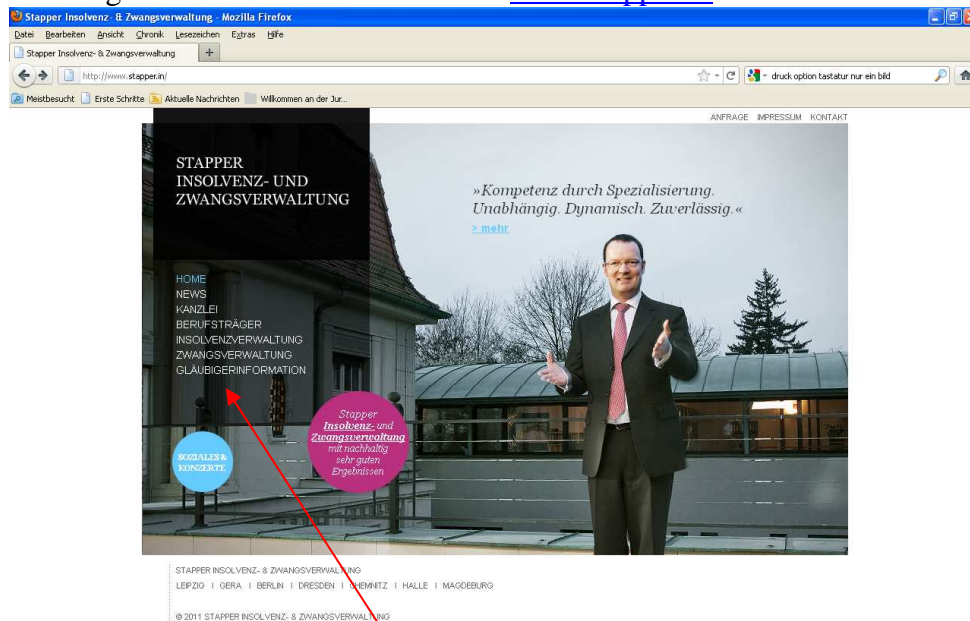 Stapper Insolvenz- & Zwangsverwaltung - Mozilla Firefox
Datei Bearbeiten Ansicht Chronik Lesezeichen Extras Hilfe
Stapper Insolvenz- & Zwangsverwaltung +
http://www.stapper.in/
druck option tastatur nur ein bild
Meistbesucht Erste Schritte Aktuelle Nachrichten Willkommen an der Jur...
ANFRAGE IMPRESSUM KONTAKT
STAPPER
INSOLVENZ- UND
ZWANGSVERWALTUNG
»Kompetenz durch Spezialisierung.
Unabhängig. Dynamisch. Zuverlässig.«
> mehr
HOME
NEWS
KANZLEI
BERUFSTRÄGER
INSOLVENZVERWALTUNG
ZWANGSVERWALTUNG
GLÄUBIGERINFORMATION
Stapper
Insolvenz- und
Zwangsverwaltung
mit nachhaltig
sehr guten
Ergebnissen
SOZIALES &
KONZERTE
STAPPER INSOLVENZ- & ZWANGSVERWALTUNG
LEIPZIG I GERA I BERLIN I DRESDEN I CHEMNITZ I HALLE I MAGDEBURG
© 2011 STAPPER INSOLVENZ- & ZWANGSVERWALTUNG